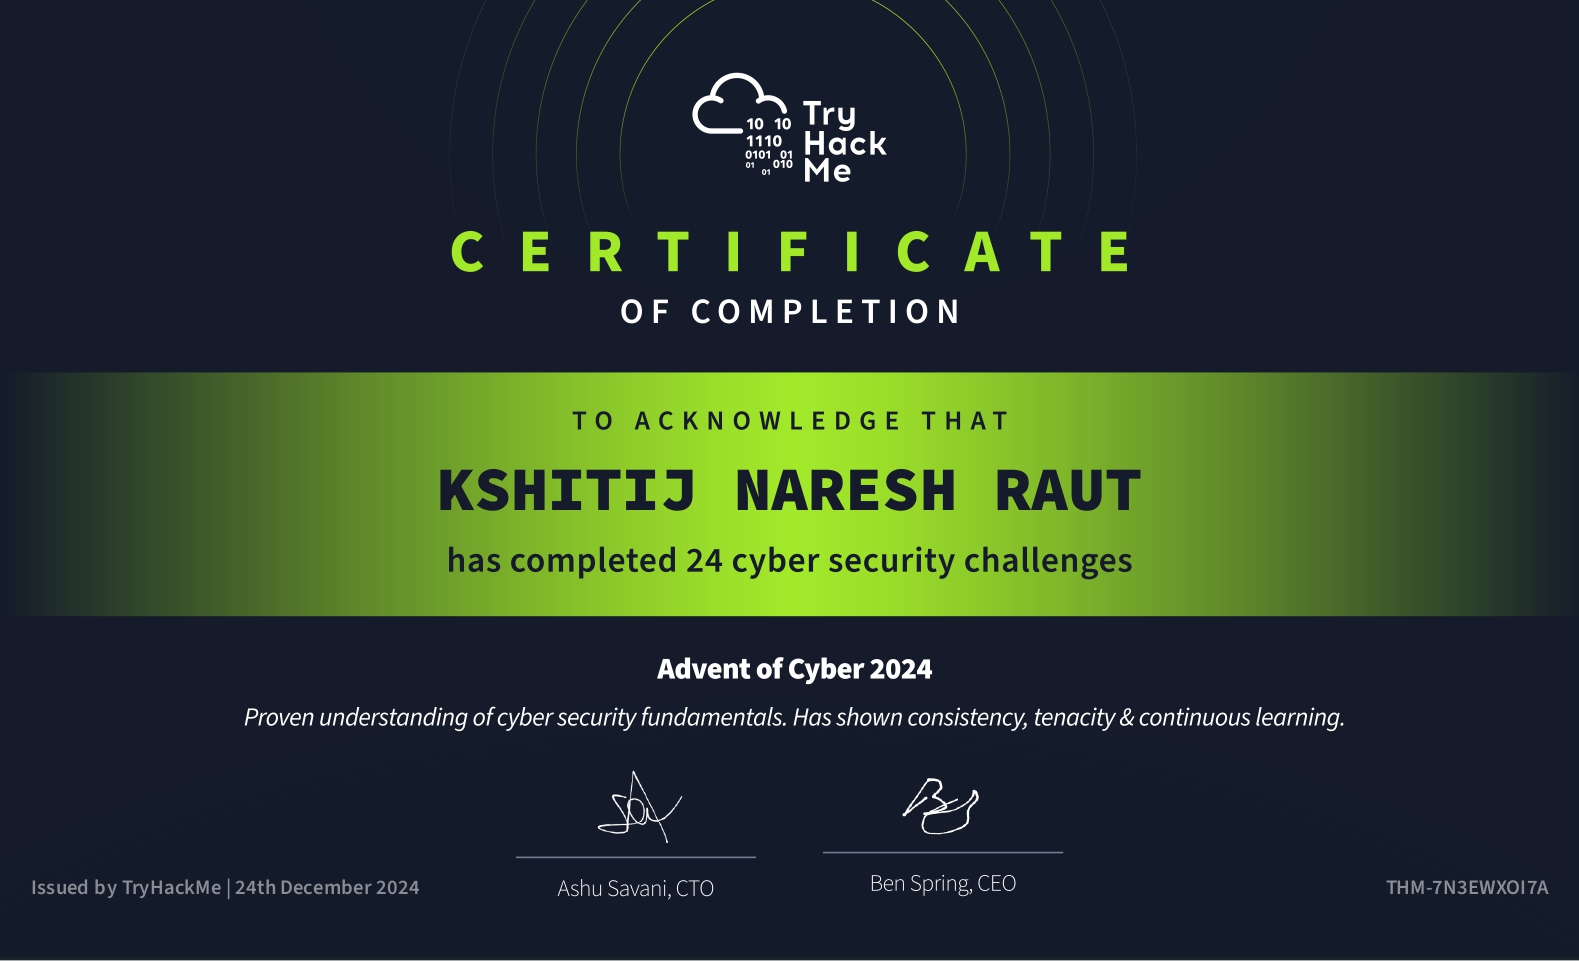 10 10
1110
0101 01
01 010
01
Try
Hack
Me
CERTIFICATE
OF COMPLETION
TO ACKNOWLEDGE THAT
KSHITIJ NARESH RAUT
has completed 24 cyber security challenges
Advent of Cyber 2024
Proven understanding of cyber security fundamentals. Has shown consistency, tenacity & continuous learning.
Issued by TryHackMe | 24th December 2024
Ashu Savani, CTO
Ben Spring, CEO
THM-7N3EWXOI7A